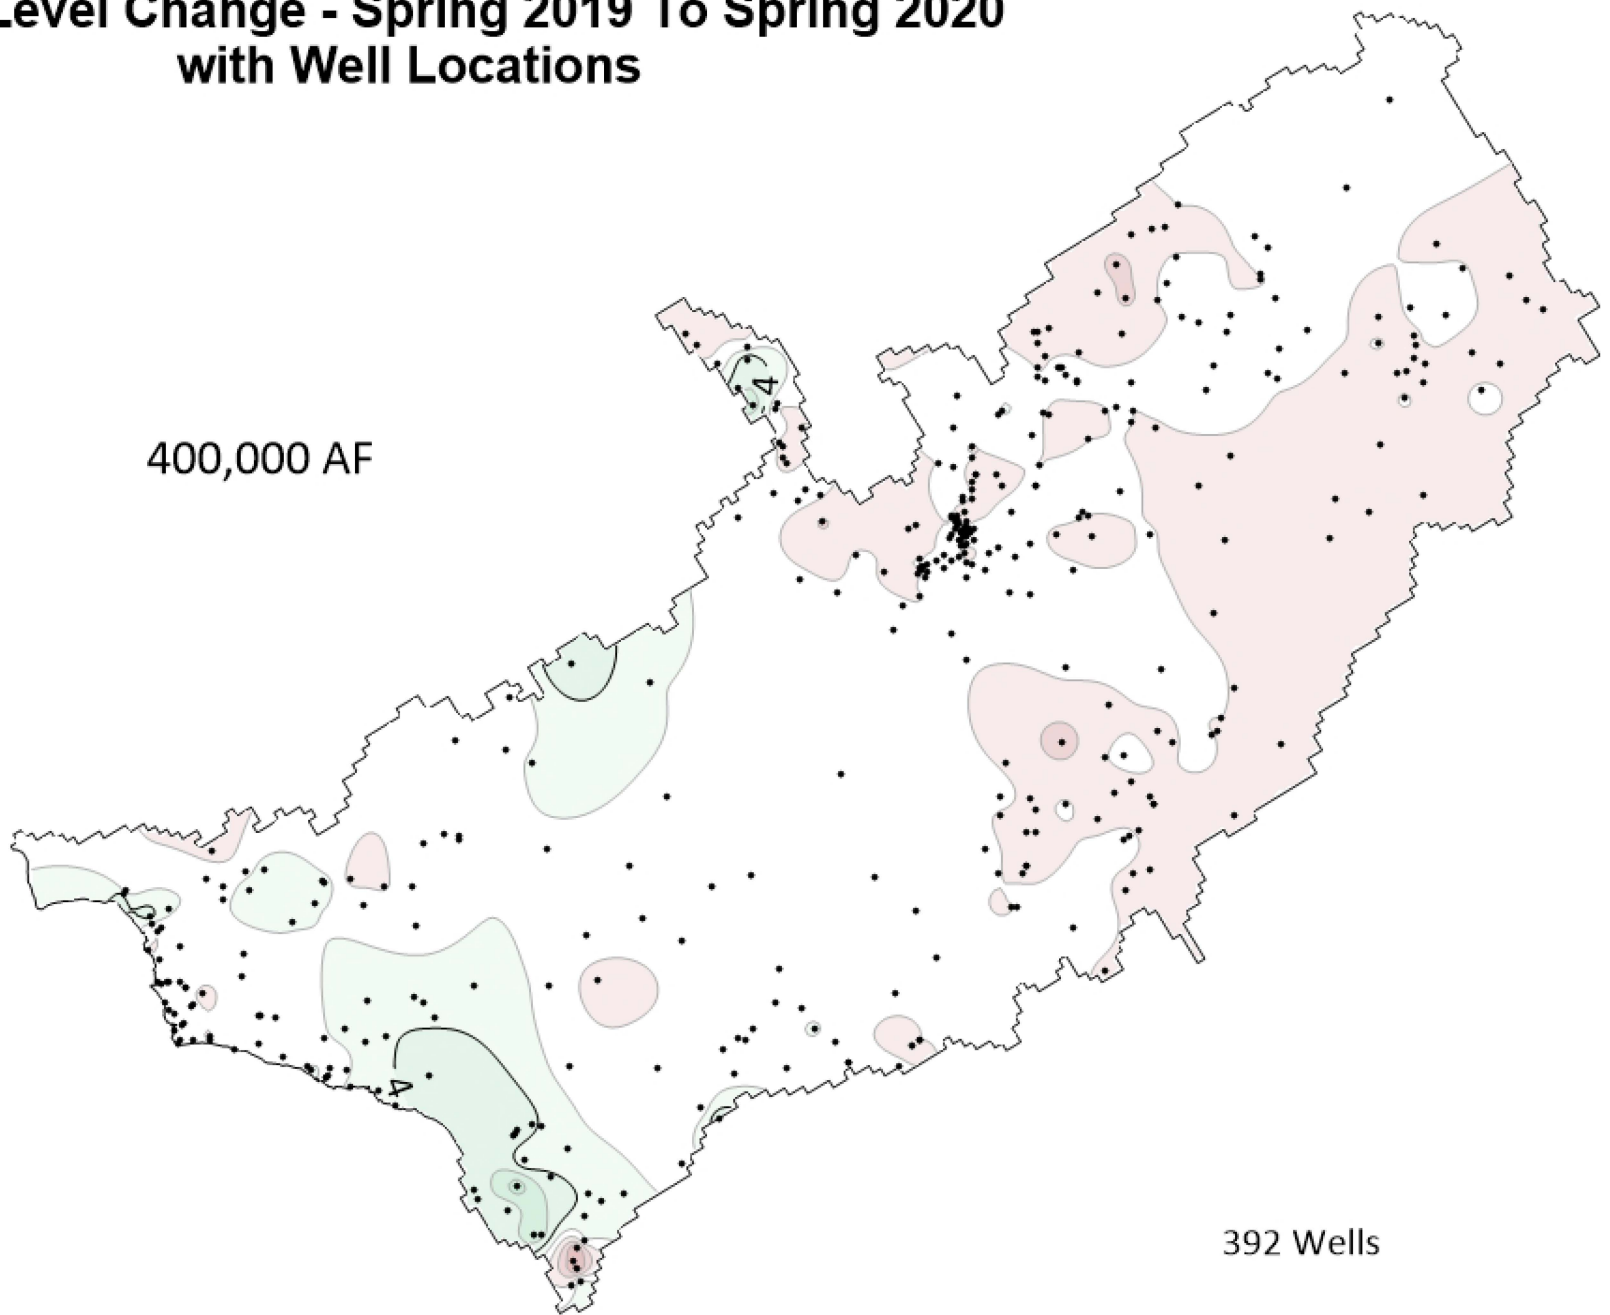 Level Change - Spring 2019 To Spring 2020
with Well Locations
-4
400,000 AF
4
392 Wells